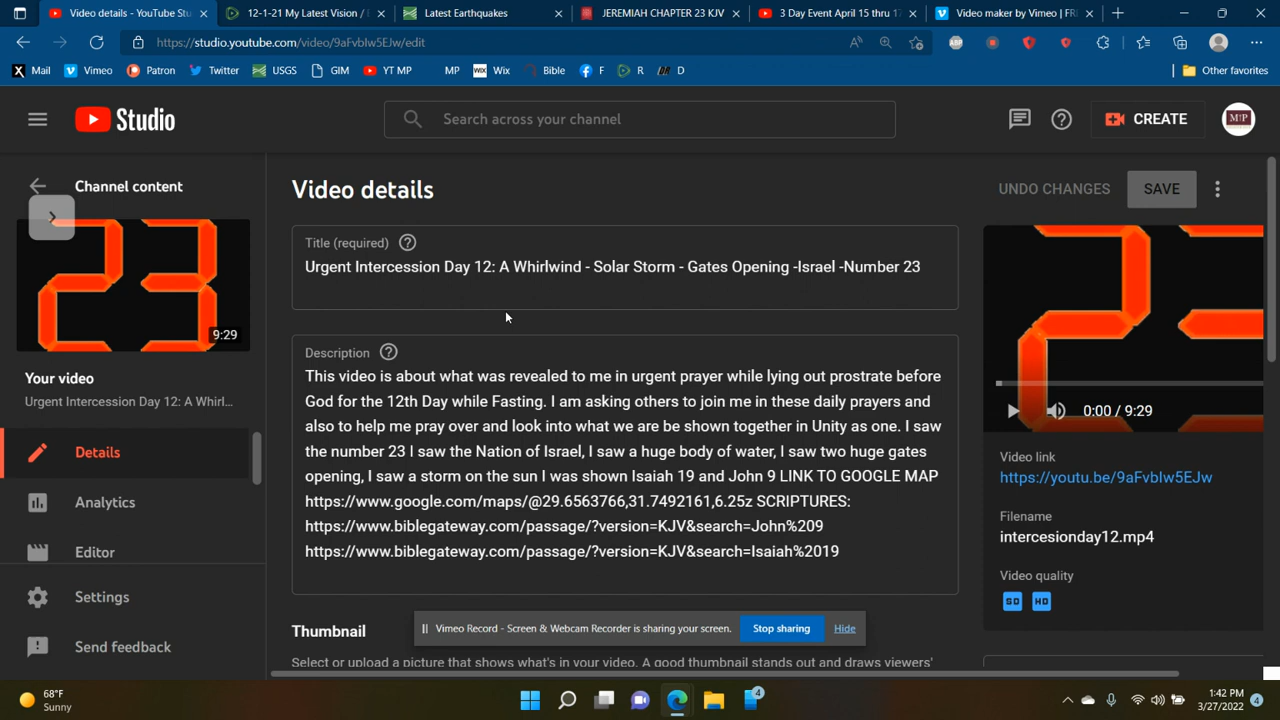 Video details - YouTube Stu
12-1-21 My Latest Vision /
Latest Earthquakes
JEREMIAH CHAPTER 23 KJV
3 Day Event April 15 thru 17
Video maker by Vimeo | FRE
https://studio.youtube.com/video/9aFvbIw5EJw/edit
Mail
Vimeo
Patron
Twitter
USGS
GIM
YT MP
MP
WIX Wix
Bible
F
R
D
Other favorites
Studio
Search across your channel
CREATE
M!P
Channel content
Video details
UNDO CHANGES
SAVE
23
9:29
Title (required)
Urgent Intercession Day 12: A Whirlwind - Solar Storm - Gates Opening -Israel -Number 23
Your video
Urgent Intercession Day 12: A Whirl...
Description
This video is about what was revealed to me in urgent prayer while lying out prostrate before
God for the 12th Day while Fasting. I am asking others to join me in these daily prayers and
also to help me pray over and look into what we are be shown together in Unity as one. I saw
the number 23 I saw the Nation of Israel, I saw a huge body of water, I saw two huge gates
opening, I saw a storm on the sun I was shown Isaiah 19 and John 9 LINK TO GOOGLE MAP
https://www.google.com/maps/@29.6563766,31.7492161,6.25z SCRIPTURES:
https://www.biblegateway.com/passage/?version=KJV&search=John%209
https://www.biblegateway.com/passage/?version=KJV&search=Isaiah%2019
0:00 / 9:29
Video link
https://youtu.be/9aFvbIw5EJw
Filename
intercesionday12.mp4
Video quality
SD HD
Details
Analytics
Editor
Settings
Send feedback
Thumbnail
Select or upload a picture that shows what's in your video. A good thumbnail stands out and draws viewers'
Vimeo Record - Screen & Webcam Recorder is sharing your screen.
Stop sharing
Hide
68°F
Sunny
4
1:42 PM
3/27/2022
4